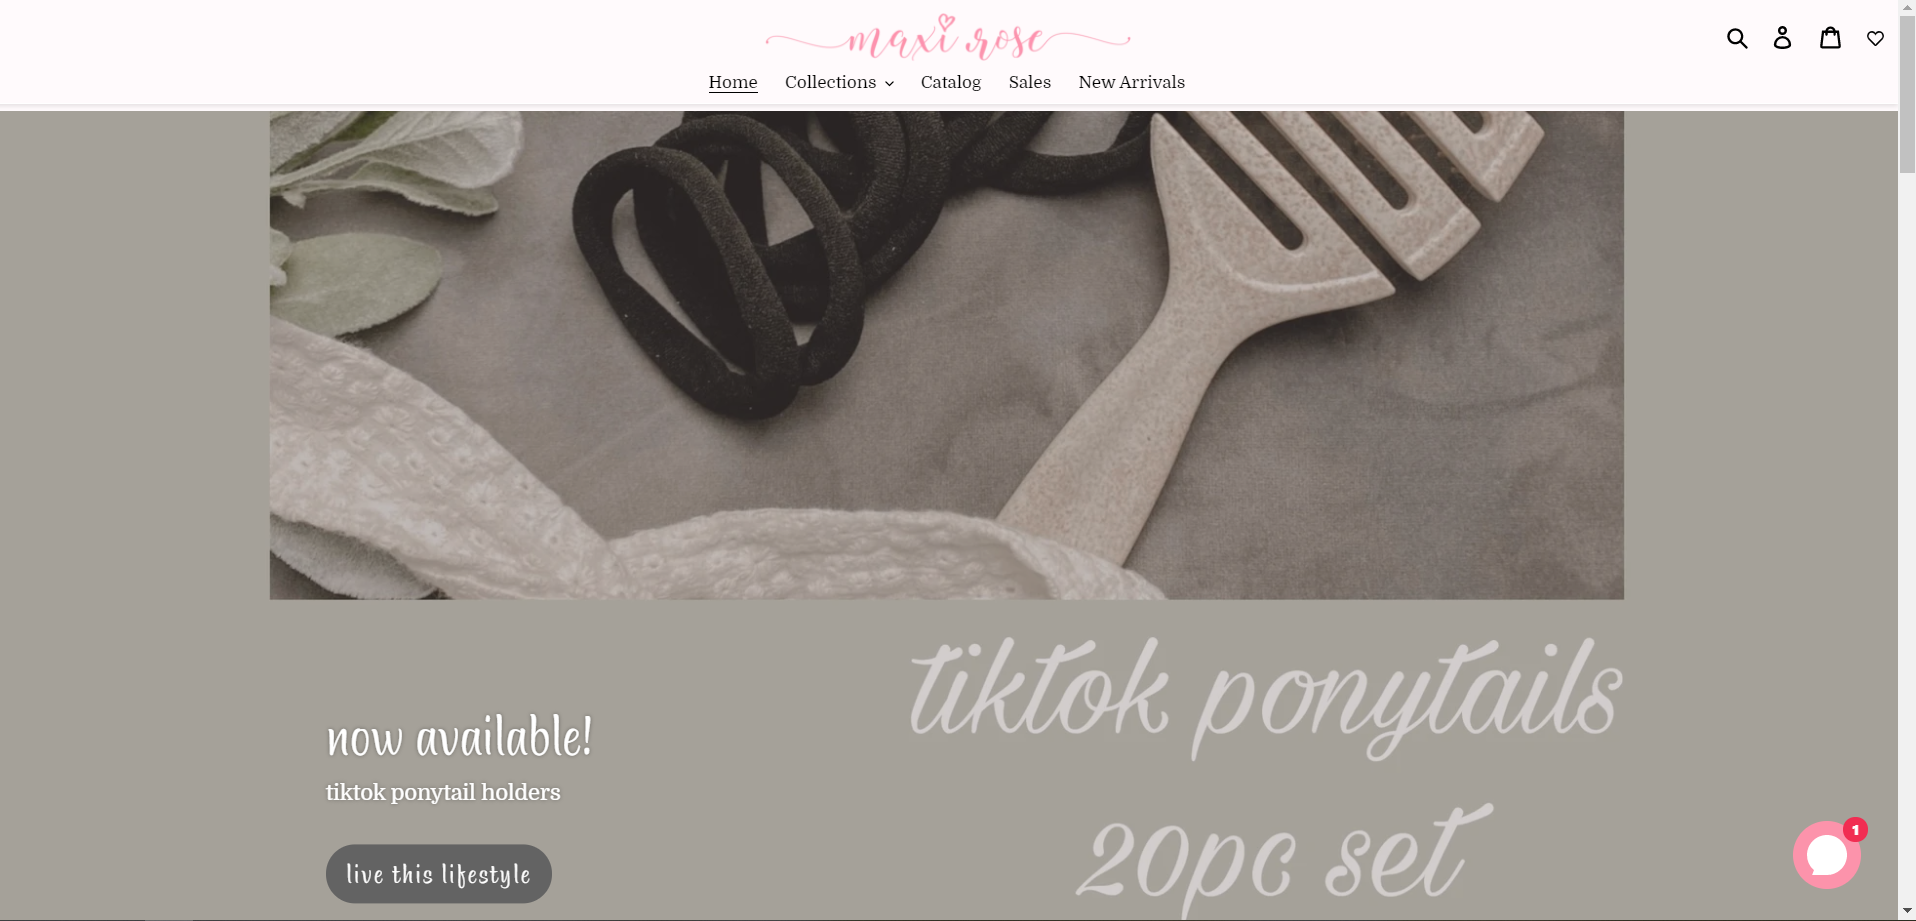 maxi rose
Home Collections Catalog Sales New Arrivals
tiktok ponytails
now available!
tiktok ponytail holders
20pc set
live this lifestyle
1